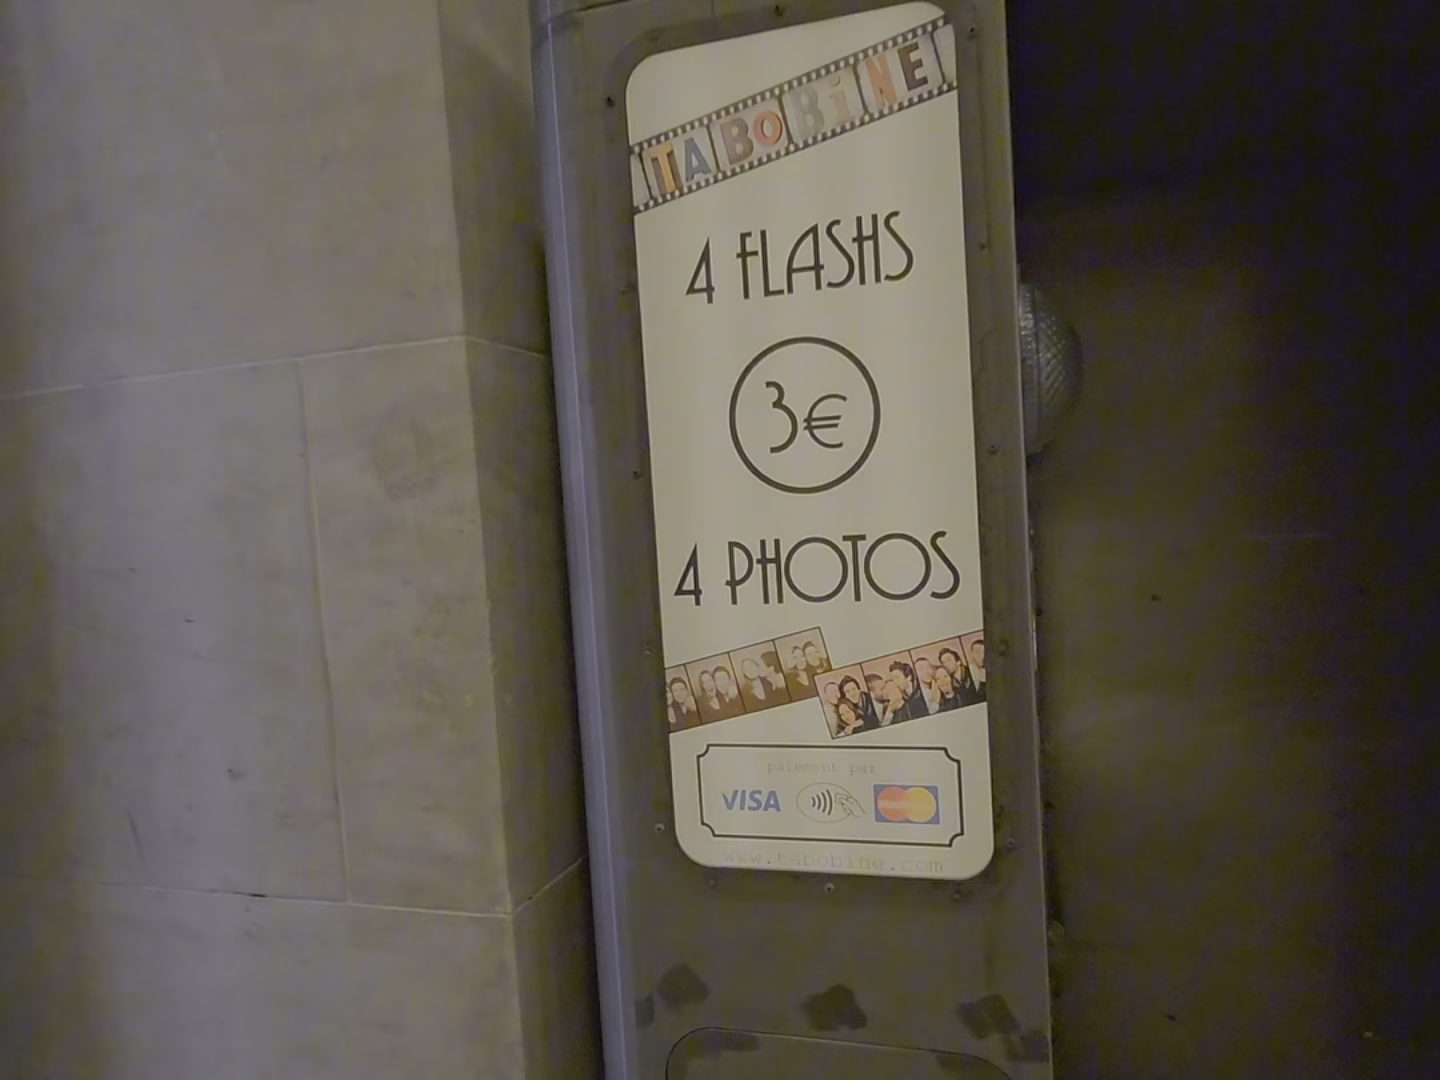 TABOBiNE
4 FLASHS
3€
4 PHOTOS
paiement par
VISA
www.tabobine.com